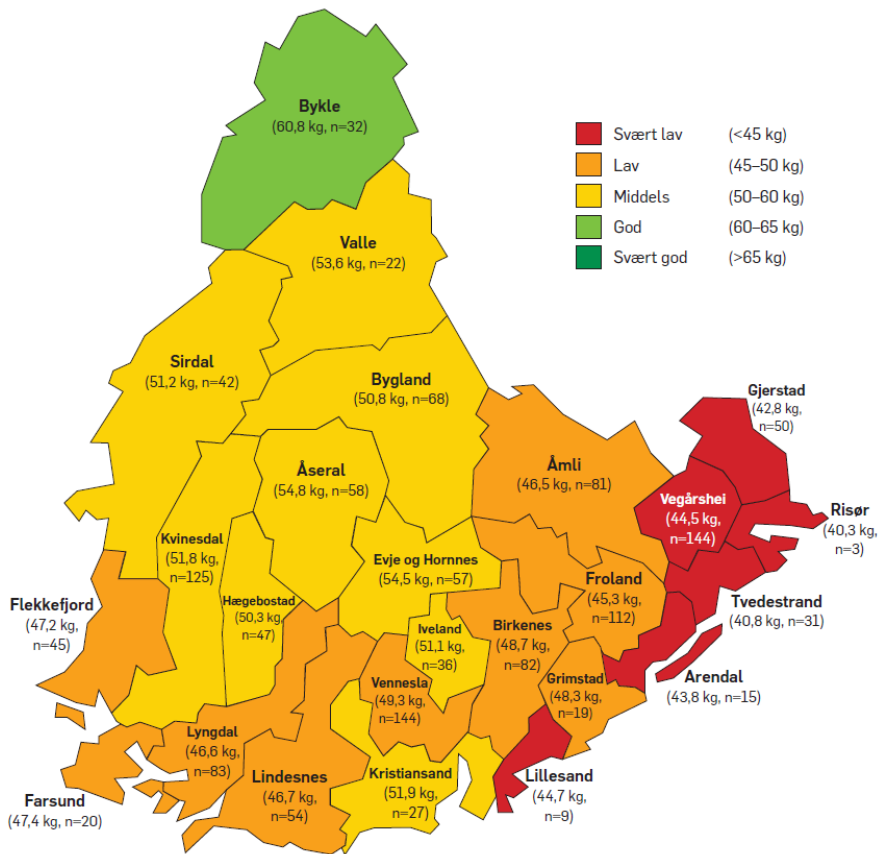 Bykle
(60,8 kg, n=32)
Svært lav (<45 kg)
Lav (45–50 kg)
Middels (50–60 kg)
God (60–65 kg)
Svært god (>65 kg)
Valle
(53,6 kg, n=22)
Sirdal
(51,2 kg, n=42)
Bygland
(50,8 kg, n=68)
Gjerstad
(42,8 kg,
n=50)
Åseral
(54,8 kg, n=58)
Åmli
(46,5 kg, n=81)
Vegårshei
(44,5 kg,
n=144)
Risør
(40,3 kg,
n=3)
Kvinesdal
(51,8 kg,
n=125)
Evje og Hornnes
(54,5 kg, n=57)
Froland
(45,3 kg,
n=112)
Flekkefjord
(47,2 kg,
n=45)
Hægebostad
(50,3 kg,
n=47)
Tvedestrand
(40,8 kg, n=31)
Iveland
(51,1 kg,
n=36)
Birkenes
(48,7 kg,
n=82)
Arendal
(43,8 kg, n=15)
Vennesla
(49,3 kg,
n=144)
Grimstad
(48,3 kg,
n=19)
Lyngdal
(46,6 kg,
n=83)
Lindesnes
(46,7 kg,
n=54)
Kristiansand
(51,9 kg,
n=27)
Lillesand
(44,7 kg,
n=9)
Farsund
(47,4 kg, n=20)